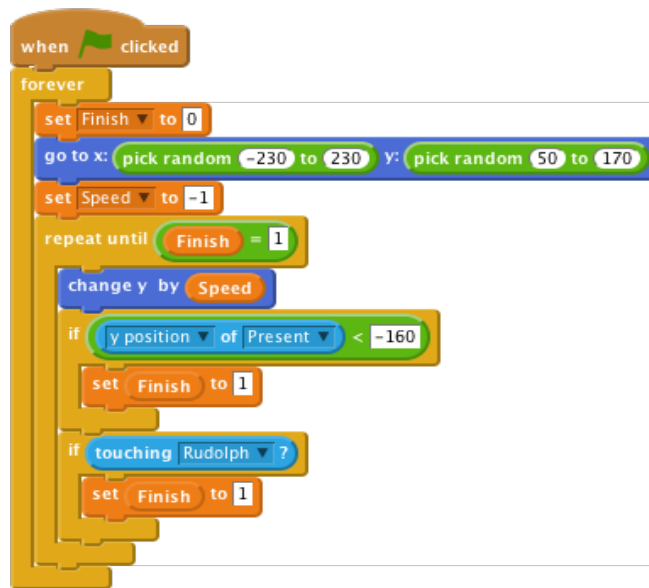 when clicked
forever
set Finish to 0
go to x: pick random -230 to 230 y: pick random 50 to 170
set Speed to -1
repeat until Finish = 1
change y by Speed
if y position of Present < -160
set Finish to 1
if touching Rudolph ?
set Finish to 1